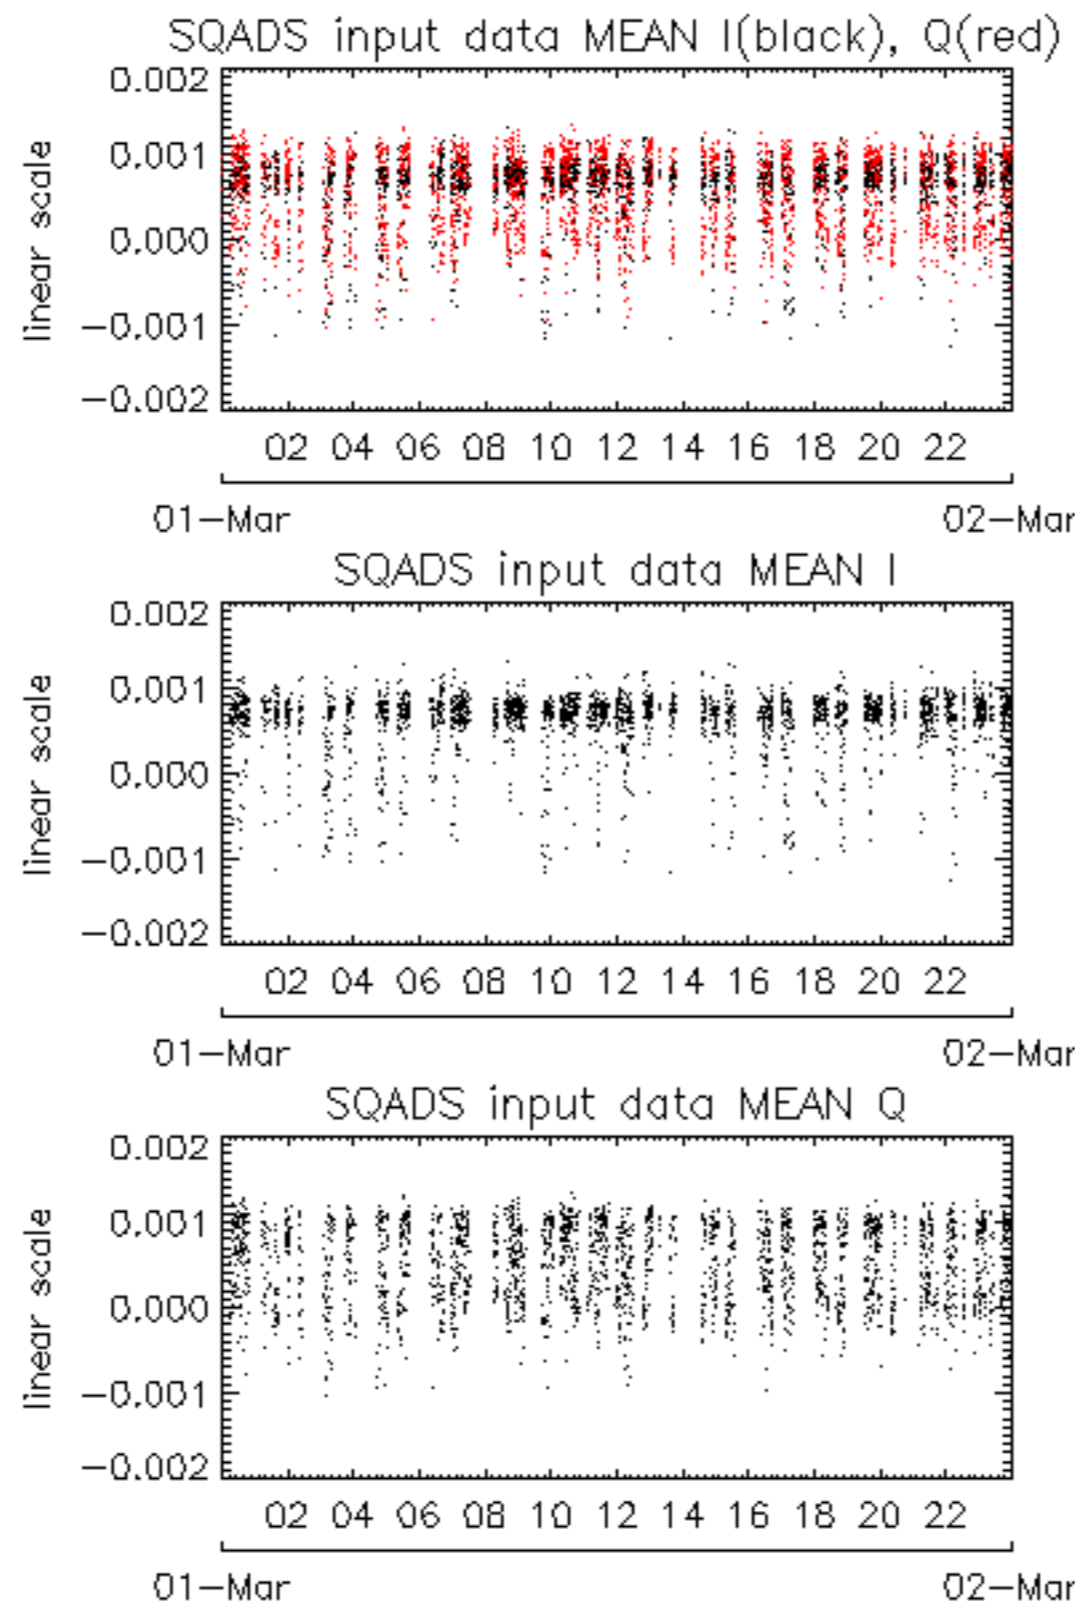 SQADS input data MEAN I(black), Q(red)
0.002
0.001
0.000
−0.001
−0.002
linear scale
02 04 06 08 10 12 14 16 18 20 22
01−Mar 02−Mar
SQADS input data MEAN I
0.002
0.001
0.000
−0.001
−0.002
linear scale
02 04 06 08 10 12 14 16 18 20 22
01−Mar 02−Mar
SQADS input data MEAN Q
0.002
0.001
0.000
−0.001
−0.002
linear scale
02 04 06 08 10 12 14 16 18 20 22
01−Mar 02−Mar